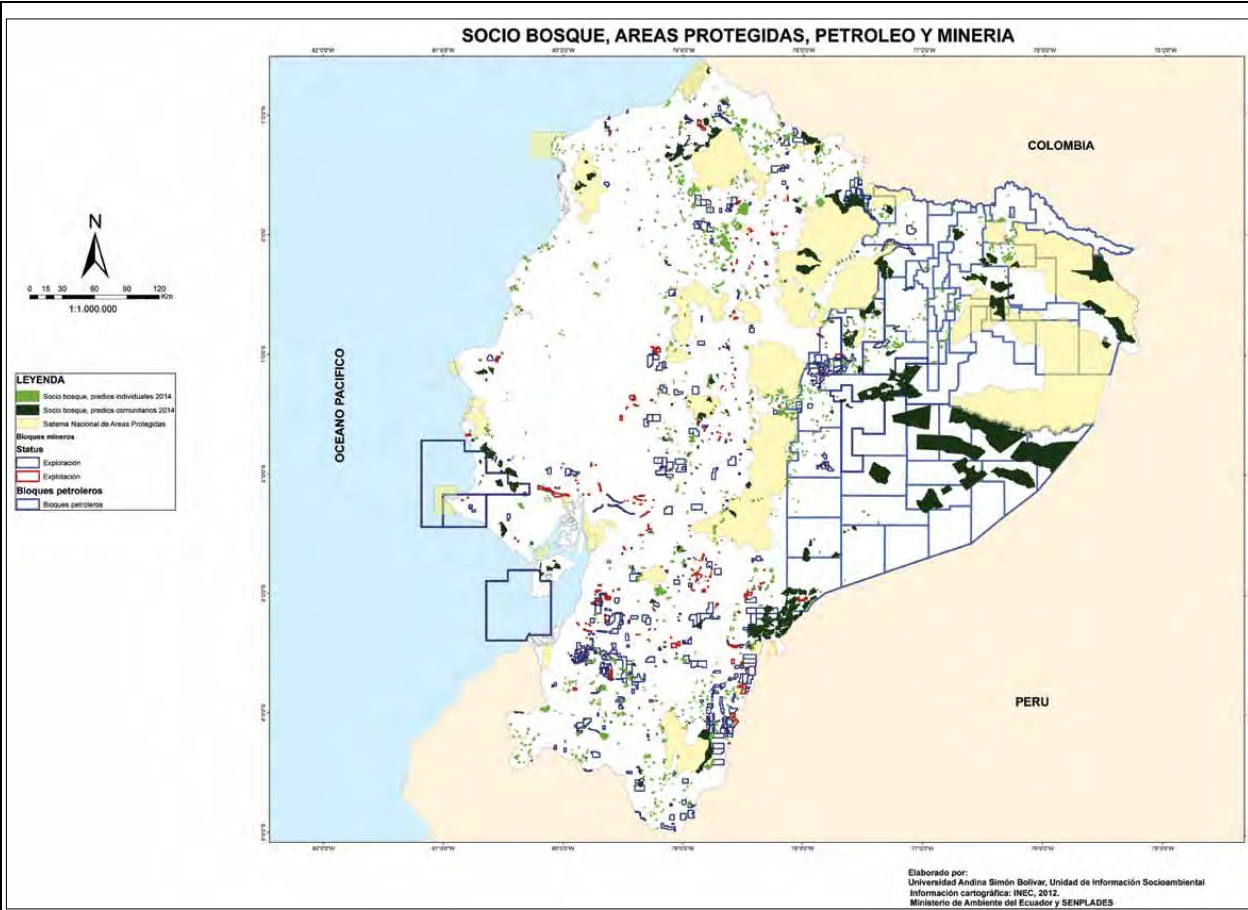 SOCIO BOSQUE, AREAS PROTEGIDAS, PETROLEO Y MINERIA
COLOMBIA
N
0 15 30 60 90 120
Km
1:1.000.000
OCEANO PACIFICO
LEYENDA
Socio bosque, predios individuales 2014
Socio bosque, predios comunitarios 2014
Sistema Nacional de Areas Protegidas
Bloques mineros
Status
Exploración
Explotación
Bloques petroleros
Bloques petroleros
PERU
Elaborado por:
Universidad Andina Simón Bolivar, Unidad de Información Socioambiental
Información cartográfica: INEC, 2012.
Ministerio de Ambiente del Ecuador y SENPLADES